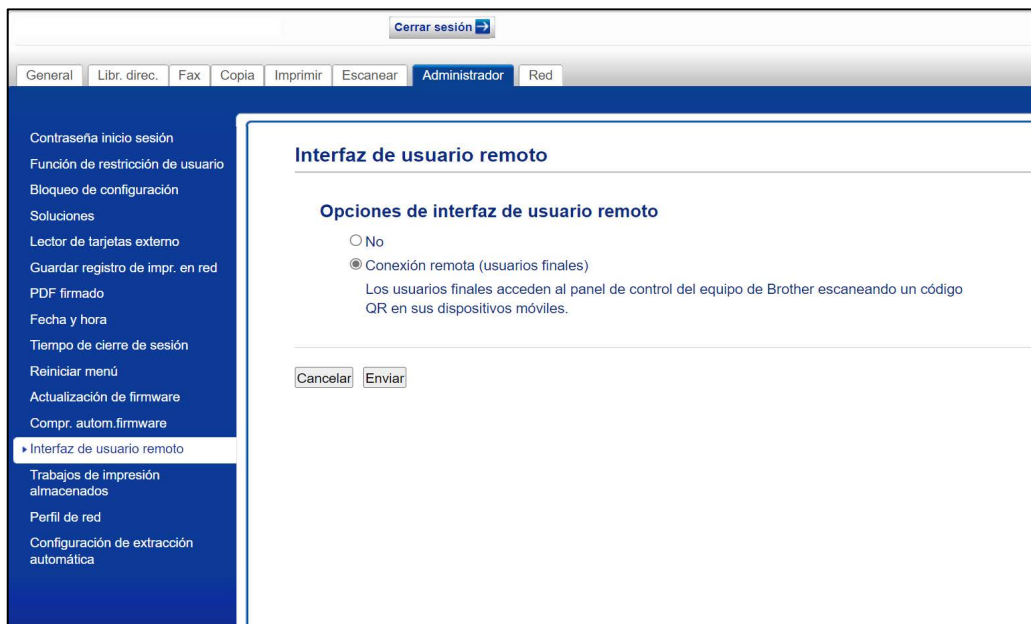 Cerrar sesión
General Libr. direc. Fax Copia Imprimir Escanear Administrador Red
Contraseña inicio sesión
Función de restricción de usuario
Bloqueo de configuración
Soluciones
Lector de tarjetas externo
Guardar registro de impr. en red
PDF firmado
Fecha y hora
Tiempo de cierre de sesión
Reiniciar menú
Actualización de firmware
Compr. autom.firmware
Interfaz de usuario remoto
Trabajos de impresión
almacenados
Perfil de red
Configuración de extracción
automática
Interfaz de usuario remoto
Opciones de interfaz de usuario remoto
No
Conexión remota (usuarios finales)
Los usuarios finales acceden al panel de control del equipo de Brother escaneando un código
QR en sus dispositivos móviles.
Cancelar Enviar